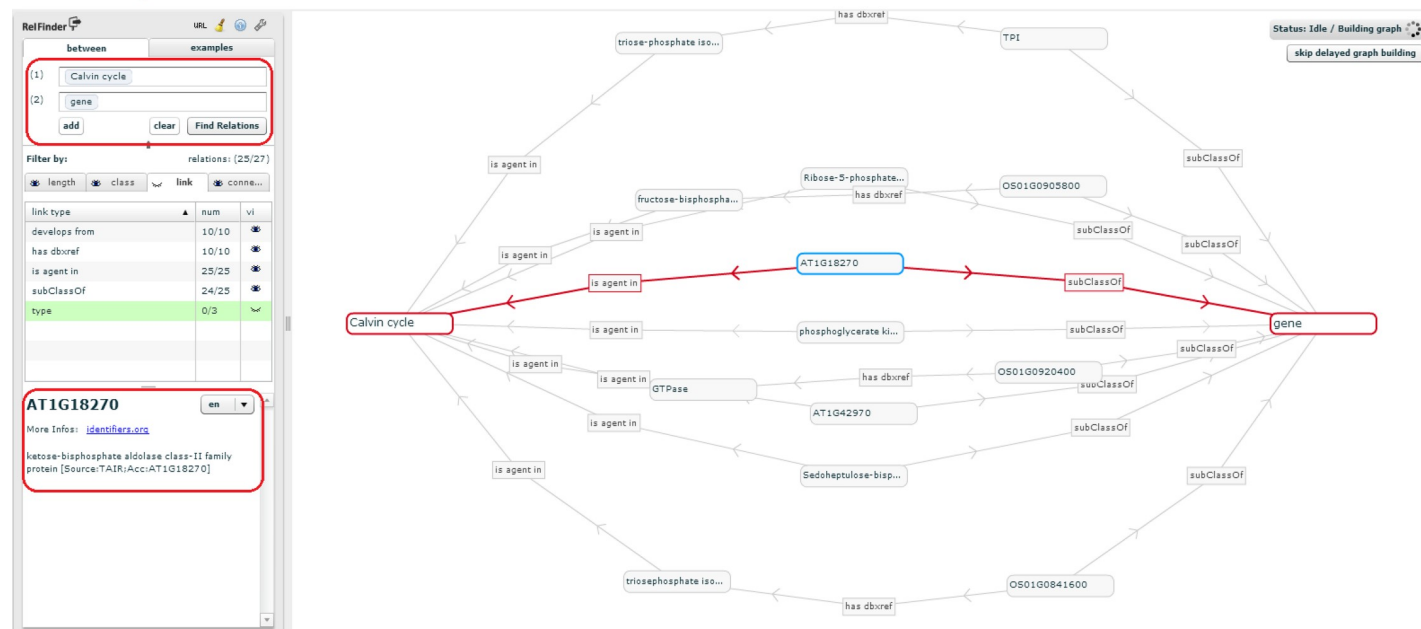 RelFinder
URL
between
examples
(1) Calvin cycle
(2) gene
add
clear
Find Relations
Filter by:
relations: (25/27)
length
class
link
conne...
link type
num
vi
develops from
10/10
has dbxref
10/10
is agent in
25/25
subClassOf
24/25
type
0/3
AT1G18270
en
More Infos: identifiers.org
ketose-bisphosphate aldolase class-II family
protein [Source:TAIR;Acc:AT1G18270]
has dbxref
Status: Idle / Building graph
skip delayed graph building
triose-phosphate iso...
TPI
is agent in
subClassOf
Ribose-5-phosphate...
OS01G0905800
has dbxref
fructose-bisphospha...
is agent in
subClassOf
subClassOf
is agent in
AT1G18270
is agent in
subClassOf
Calvin cycle
gene
is agent in
phosphoglycerate ki...
subClassOf
subClassOf
is agent in
OS01G0920400
is agent in
has dbxref
subClassOf
GTPase
AT1G42970
is agent in
subClassOf
is agent in
Sedoheptulose-bisp...
subClassOf
triosephosphate iso...
OS01G0841600
has dbxref